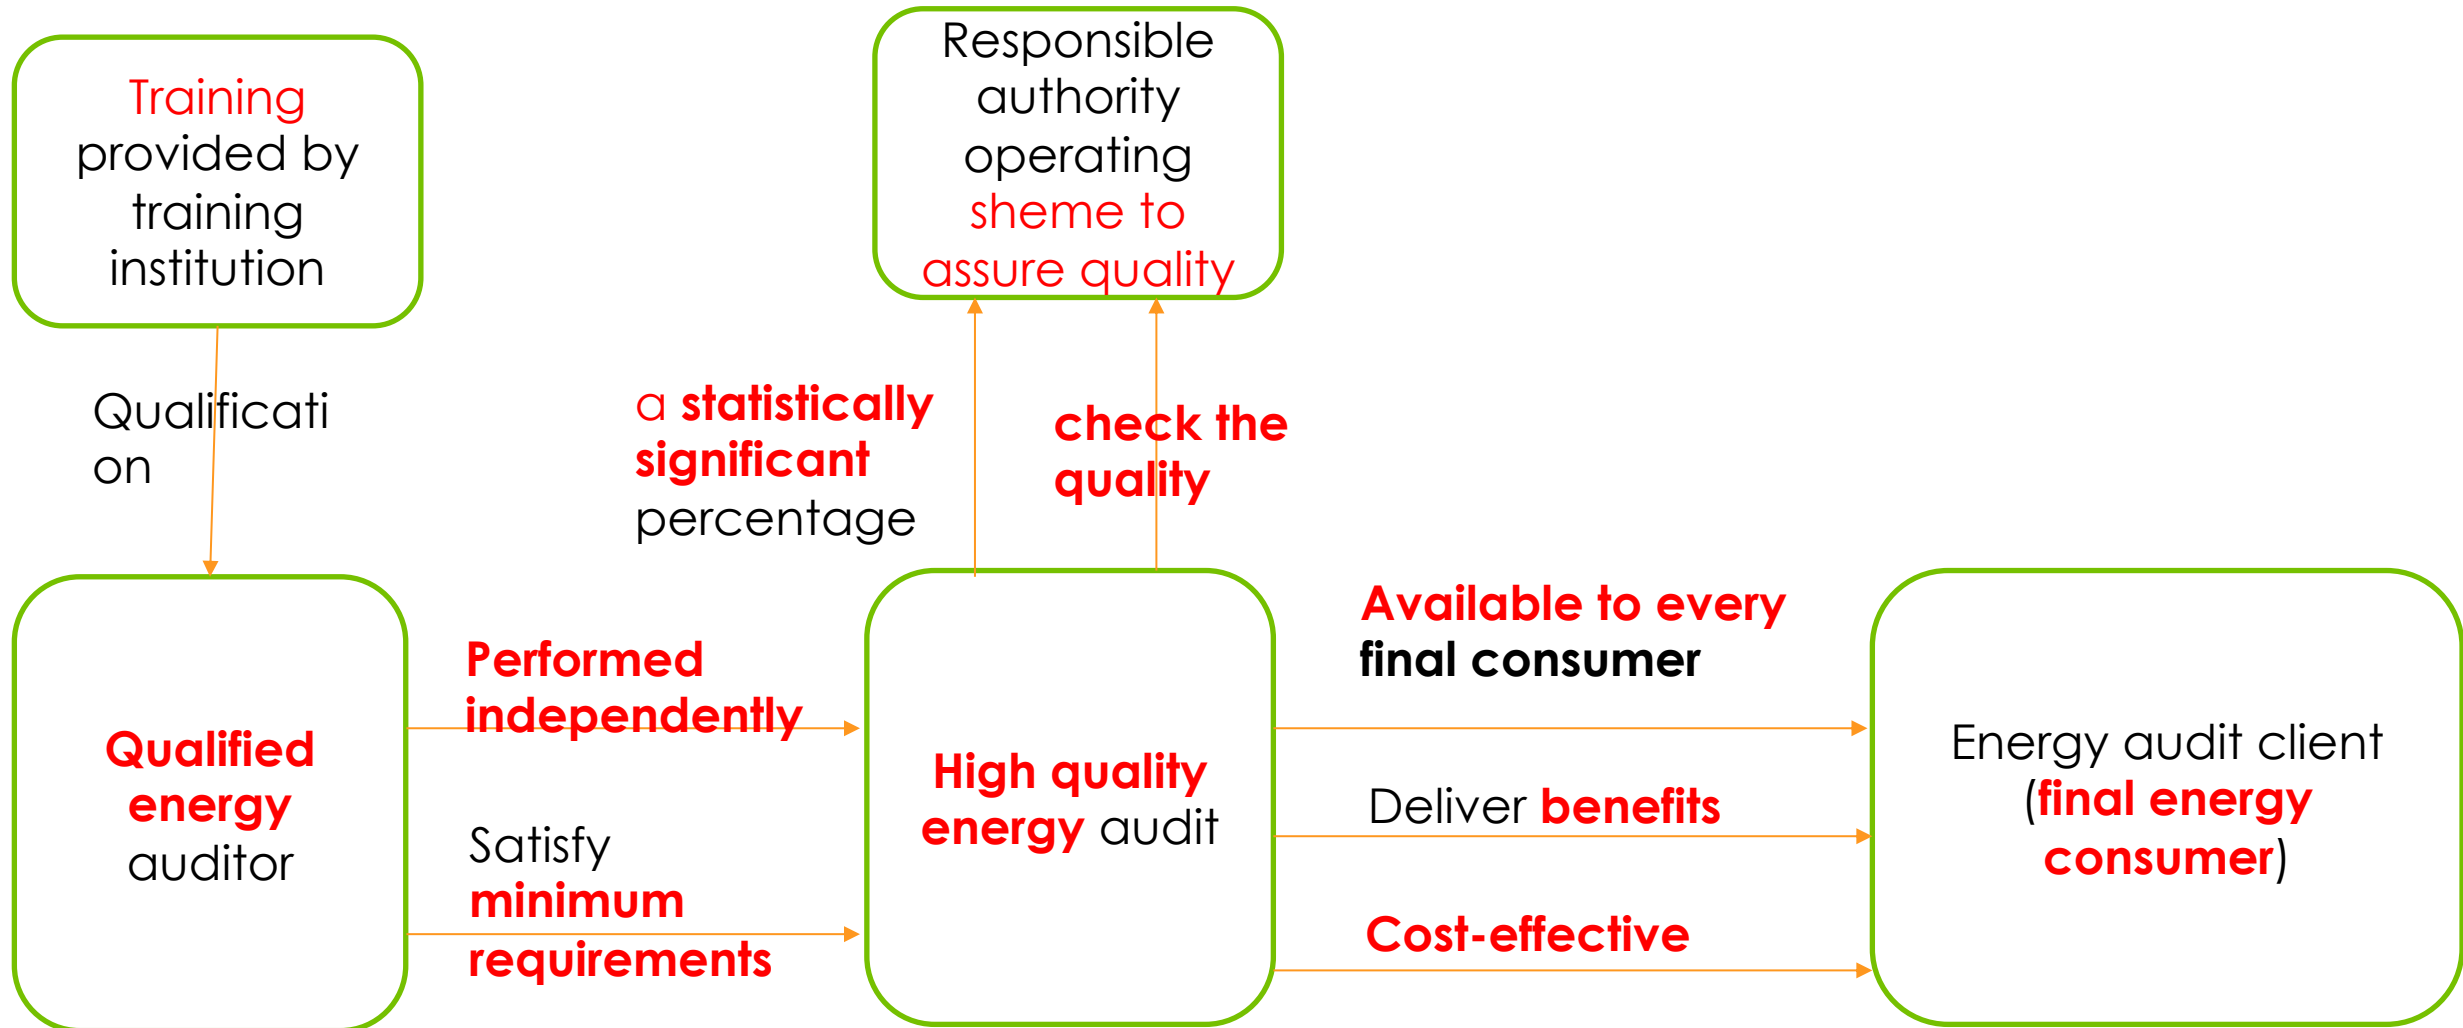 Training
provided by
training
institution
Responsible
authority
operating
sheme to
assure quality
Qualificati
on
a statistically
significant
percentage
check the
quality
Qualified
energy
auditor
Performed
independently
Satisfy
minimum
requirements
High quality
energy audit
Available to every
final consumer
Deliver benefits
Cost-effective
Energy audit client
(final energy
consumer)